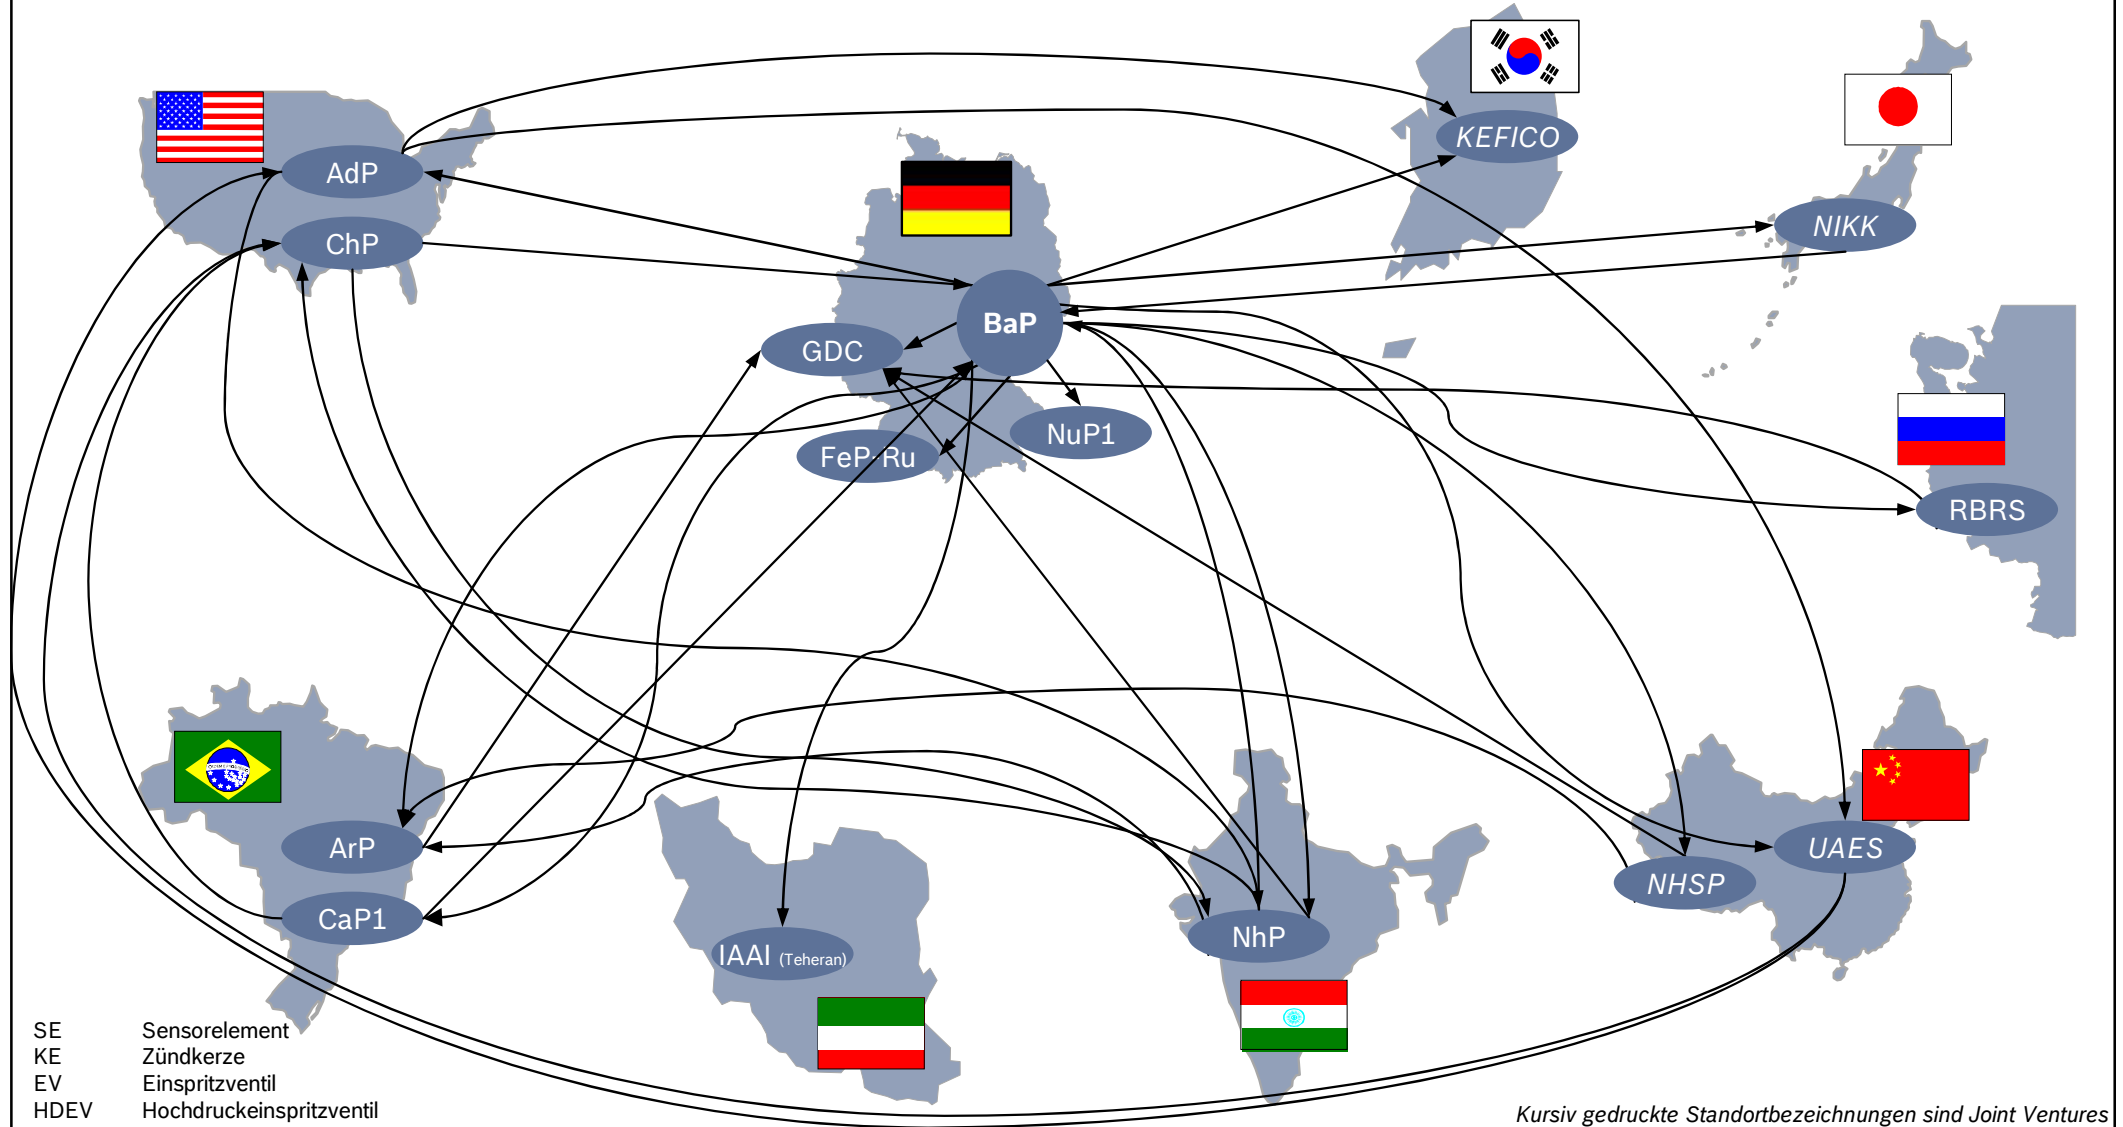 KEFICO
AdP
NIKK
ChP
BaP
GDC
NuP1
FeP-Ru
RBRS
ArP
UAES
NHSP
CaP1
NhP
IAAI (Teheran)
SE Sensorelement
KE Zündkerze
EV Einspritzventil
HDEV Hochdruckeinspritzventil
Kursiv gedruckte Standortbezeichnungen sind Joint Ventures